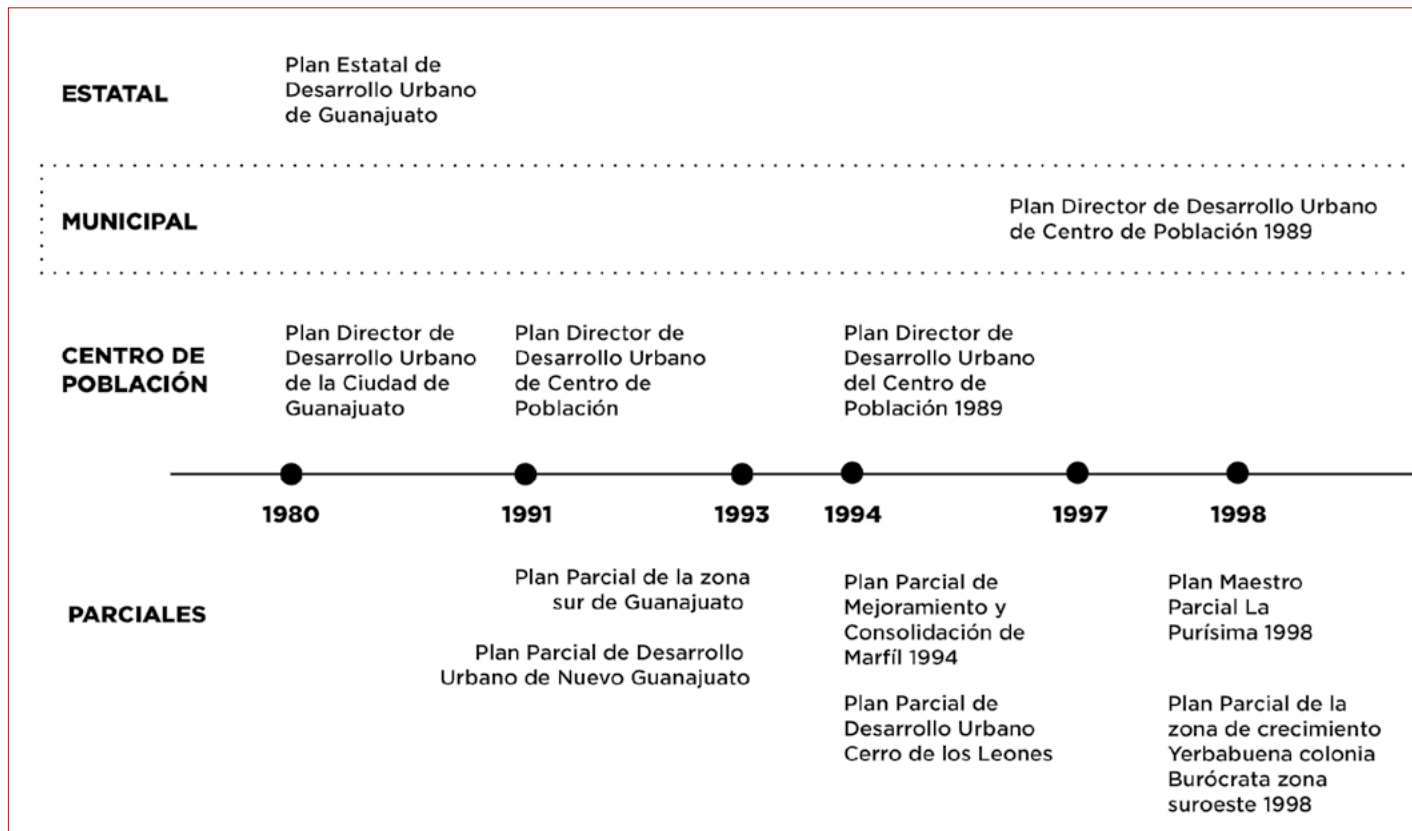 ESTATAL
Plan Estatal de
Desarrollo Urbano
de Guanajuato
MUNICIPAL
Plan Director de Desarrollo Urbano
de Centro de Población 1989
CENTRO DE
POBLACIÓN
Plan Director de
Desarrollo Urbano
de la Ciudad de
Guanajuato
Plan Director de
Desarrollo Urbano
de Centro de
Población
Plan Director de
Desarrollo Urbano
del Centro de
Población 1989
1980
1991
1993
1994
1997
1998
PARCIALES
Plan Parcial de la zona
sur de Guanajuato
Plan Parcial de Desarrollo
Urbano de Nuevo Guanajuato
Plan Parcial de
Mejoramiento y
Consolidación de
Marfíl 1994
Plan Parcial de
Desarrollo Urbano
Cerro de los Leones
Plan Maestro
Parcial La
Purísima 1998
Plan Parcial de la
zona de crecimiento
Yerbabuena colonia
Burócrata zona
suroeste 1998